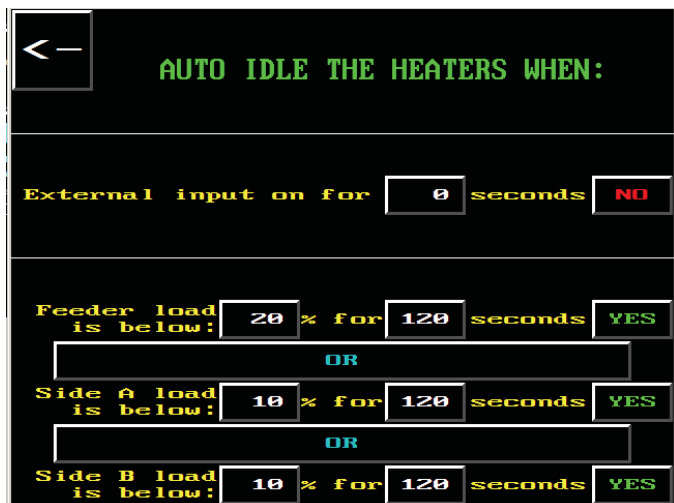 <-
AUTO IDLE THE HEATERS WHEN:
External input on for 0 seconds NO
Feeder load
is below: 20 % for 120 seconds YES
OR
Side A load
is below: 10 % for 120 seconds YES
OR
Side B load
is below: 10 % for 120 seconds YES